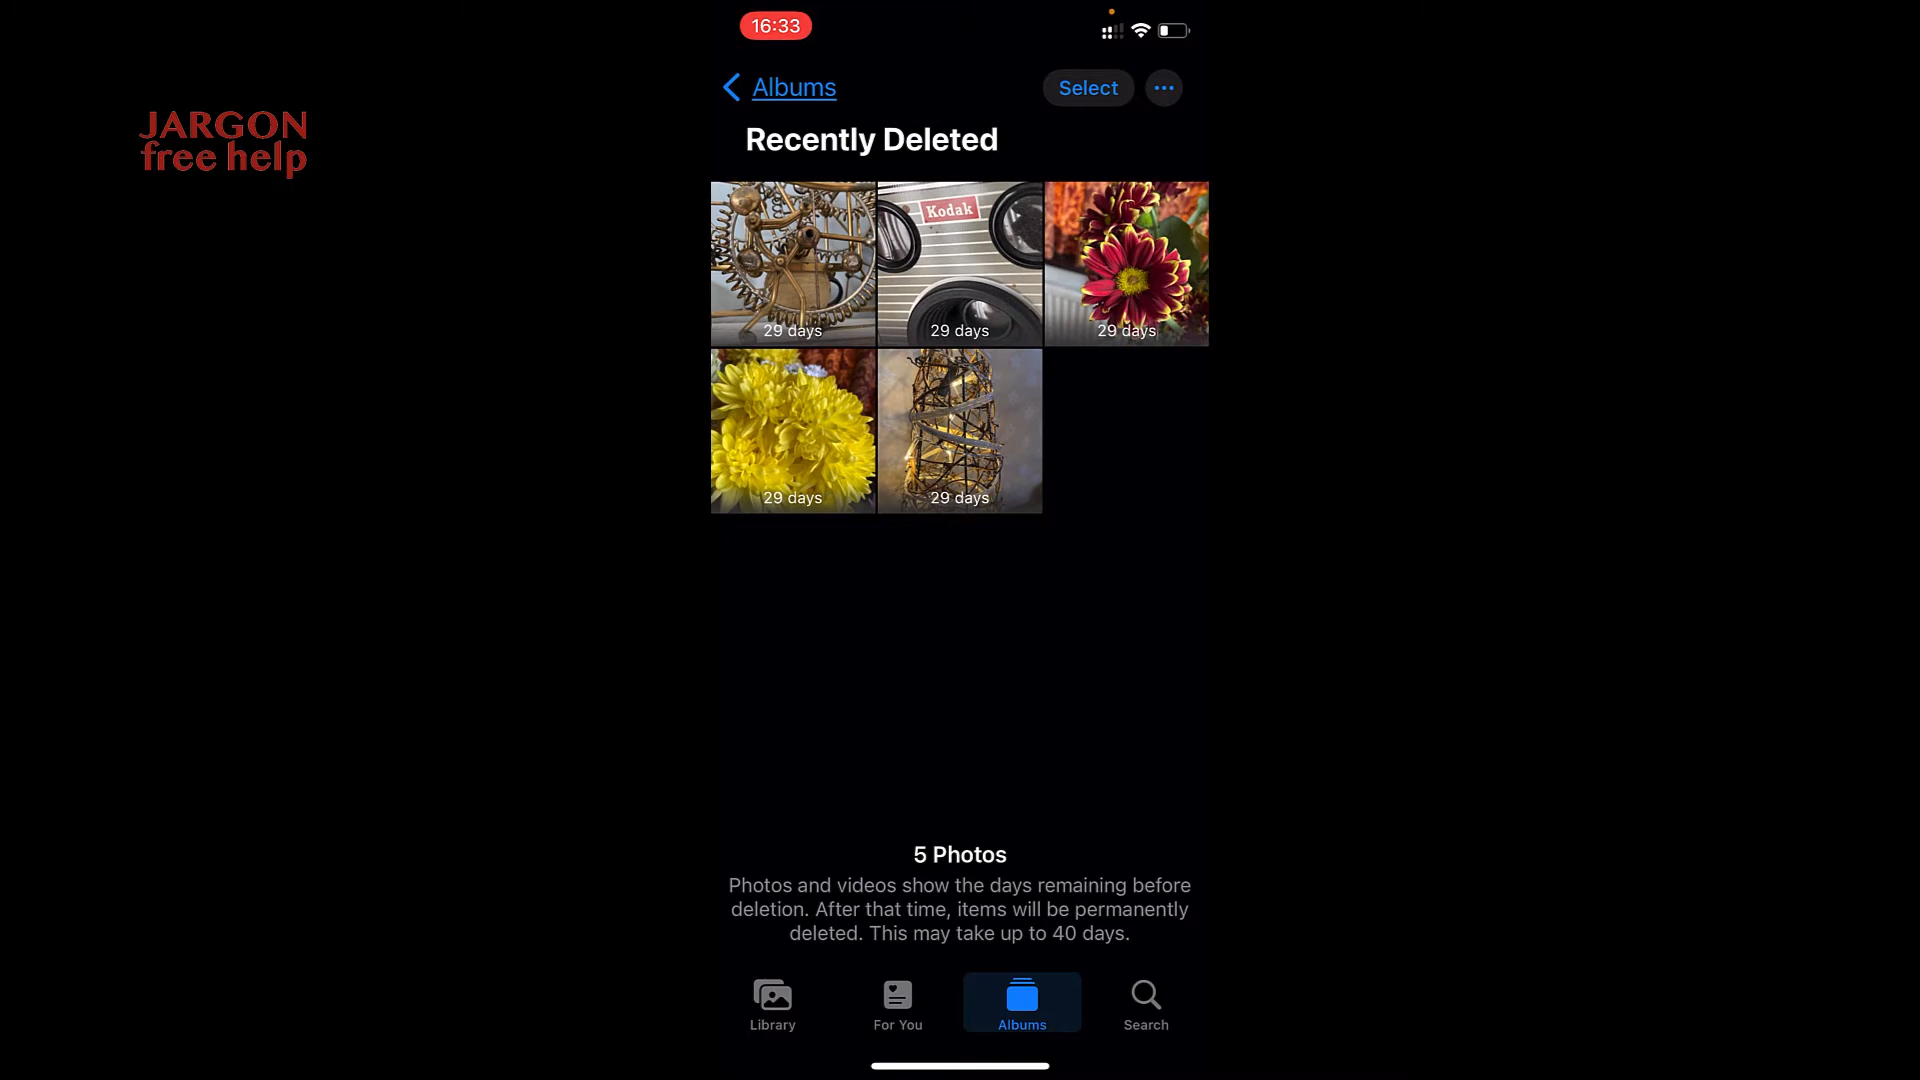 16:33
JARGON
free help
Albums
Select
Recently Deleted
Kodak
29 days
29 days
29 days
29 days
29 days
5 Photos
Photos and videos show the days remaining before
deletion. After that time, items will be permanently
deleted. This may take up to 40 days.
Library
For You
Albums
Search